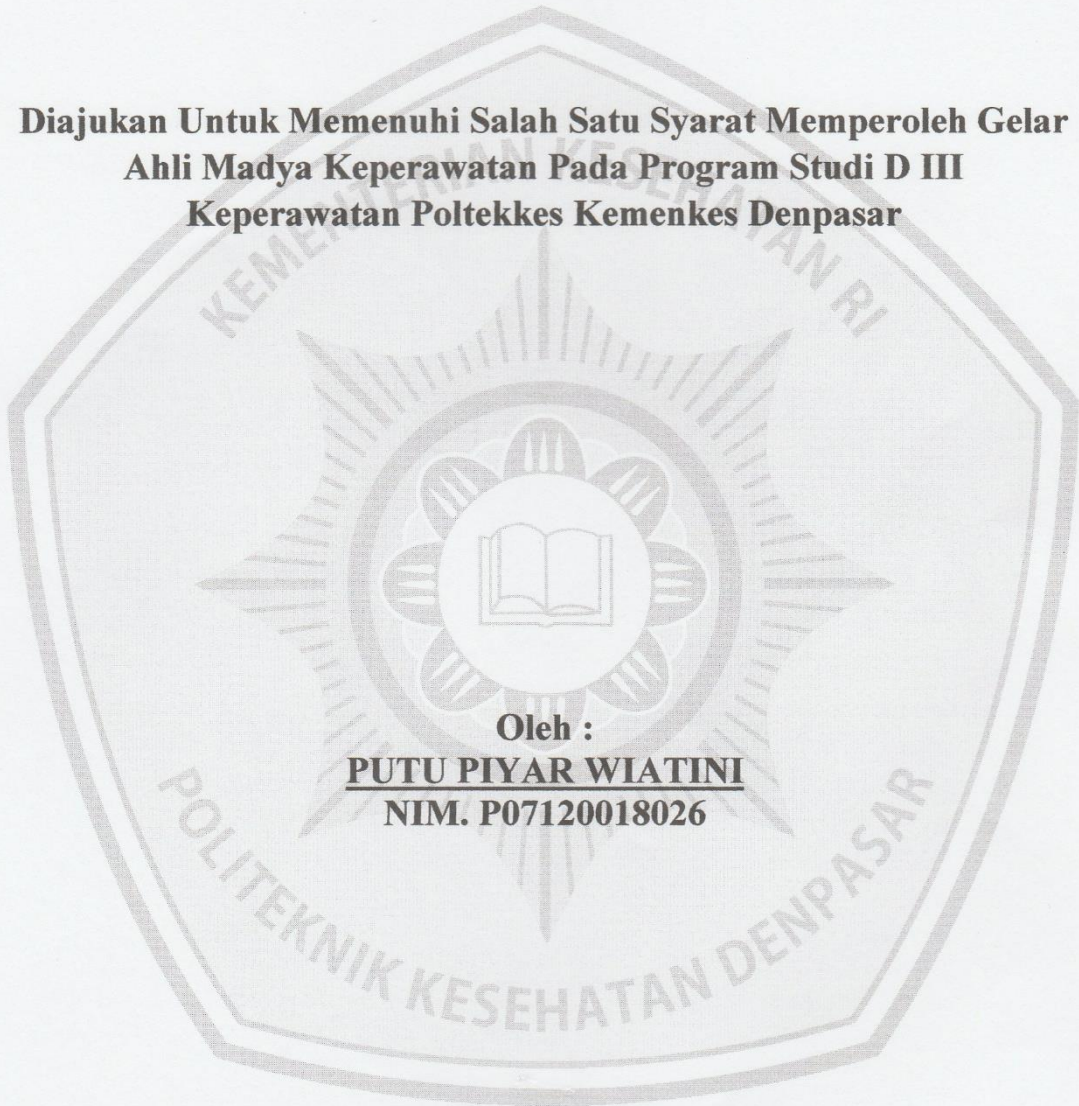 Diajukan Untuk Memenuhi Salah Satu Syarat Memperoleh Gelar
Ahli Madya Keperawatan Pada Program Studi D III
Keperawatan Poltekkes Kemenkes Denpasar
KEMENTERIAN KESEHATAN RI
Oleh :
PUTU PIYAR WIATINI
NIM. P07120018026
POLITEKNIK KESEHATAN DENPASAR